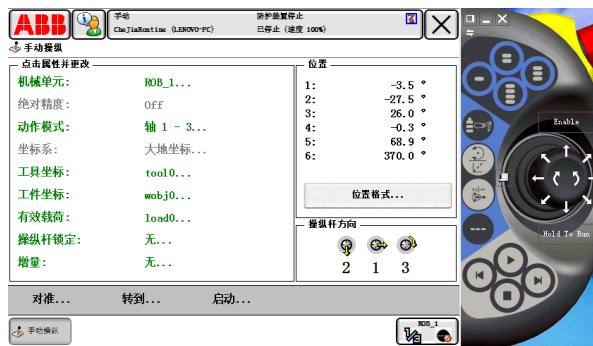 ABB
手动
CheJiaRentine (LENOVO-PC)
防护装置停止
已停止 (速度 100%)
手动操纵
点击属性并更改
机械单元: ROB_1...
绝对精度: Off
动作模式: 轴 1 - 3...
坐标系: 大地坐标...
工具坐标: tool0...
工件坐标: wobj0...
有效载荷: load0...
操纵杆锁定: 无...
增量: 无...
位置
1: -3.5 °
2: -27.5 °
3: 26.0 °
4: -0.3 °
5: 68.9 °
6: 370.0 °
位置格式...
操纵杆方向
2 1 3
对准... 转到... 启动...
手动操纵
ROB_1
1/3
Enable
Hold To Run